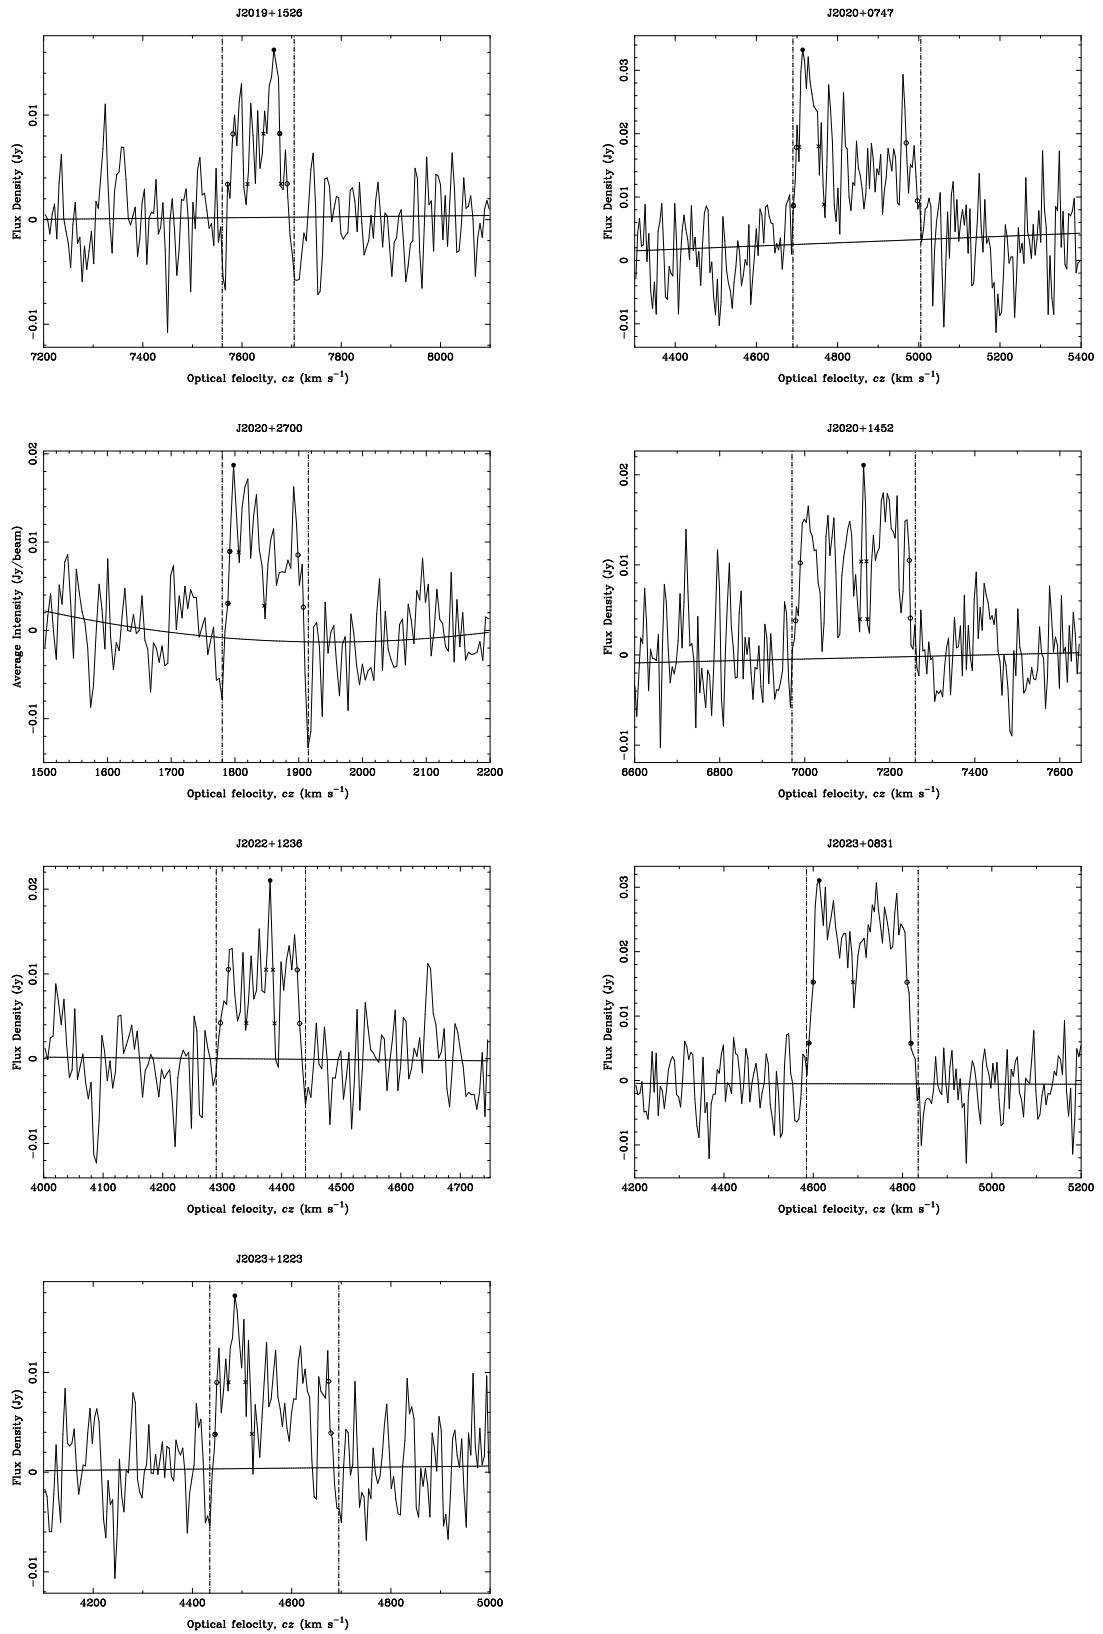 J2019+1526
Flux Density (Jy)
0.01
0
−0.01
7200 7400 7600 7800 8000
Optical felocity, cz (km s−1)
J2020+0747
Flux Density (Jy)
0.03
0.02
0.01
0
−0.01
4400 4600 4800 5000 5200 5400
Optical felocity, cz (km s−1)
J2020+2700
Average Intensity (Jy/beam)
0.02
0.01
0
−0.01
1500 1600 1700 1800 1900 2000 2100 2200
Optical felocity, cz (km s−1)
J2020+1452
Flux Density (Jy)
0.02
0.01
0
−0.01
6600 6800 7000 7200 7400 7600
Optical felocity, cz (km s−1)
J2022+1236
Flux Density (Jy)
0.02
0.01
0
−0.01
4000 4100 4200 4300 4400 4500 4600 4700
Optical felocity, cz (km s−1)
J2023+0831
Flux Density (Jy)
0.03
0.02
0.01
0
−0.01
4200 4400 4600 4800 5000 5200
Optical felocity, cz (km s−1)
J2023+1223
Flux Density (Jy)
0.01
0
−0.01
4200 4400 4600 4800 5000
Optical felocity, cz (km s−1)